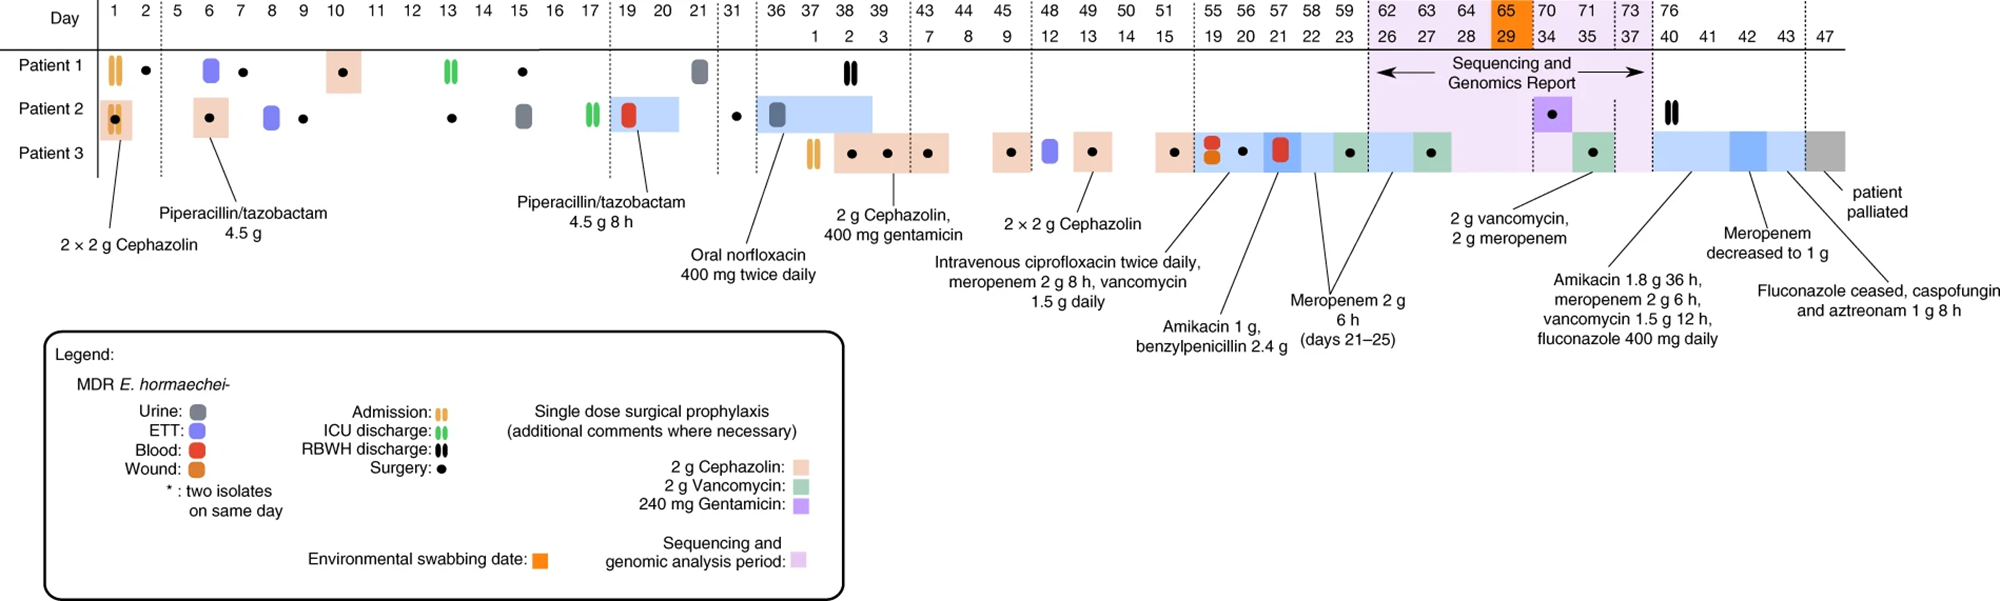 Day 1 2 5 6 7 8 9 10 11 12 13 14 15 16 17 19 20 21 31 36 37 38 39 43 44 45 48 49 50 51 55 56 57 58 59 62 63 64 65 70 71 73 76
1 2 3 7 8 9 12 13 14 15 19 20 21 22 23 26 27 28 29 34 35 37 40 41 42 43 47
Patient 1
Sequencing and
Genomics Report
Patient 2
Patient 3
2 × 2 g Cephazolin
Piperacillin/tazobactam
4.5 g
Piperacillin/tazobactam
4.5 g 8 h
Oral norfloxacin
400 mg twice daily
2 g Cephazolin,
400 mg gentamicin
2 × 2 g Cephazolin
Intravenous ciprofloxacin twice daily,
meropenem 2 g 8 h, vancomycin
1.5 g daily
Amikacin 1 g,
benzylpenicillin 2.4 g
Meropenem 2 g
6 h
(days 21–25)
2 g vancomycin,
2 g meropenem
Amikacin 1.8 g 36 h,
meropenem 2 g 6 h,
vancomycin 1.5 g 12 h,
fluconazole 400 mg daily
Meropenem
decreased to 1 g
Fluconazole ceased, caspofungin
and aztreonam 1 g 8 h
patient
palliated
Legend:
MDR E. hormaechei-
Urine:
ETT:
Blood:
Wound:
* : two isolates
on same day
Admission:
ICU discharge:
RBWH discharge:
Surgery:
Single dose surgical prophylaxis
(additional comments where necessary)
2 g Cephazolin:
2 g Vancomycin:
240 mg Gentamicin:
Environmental swabbing date:
Sequencing and
genomic analysis period: